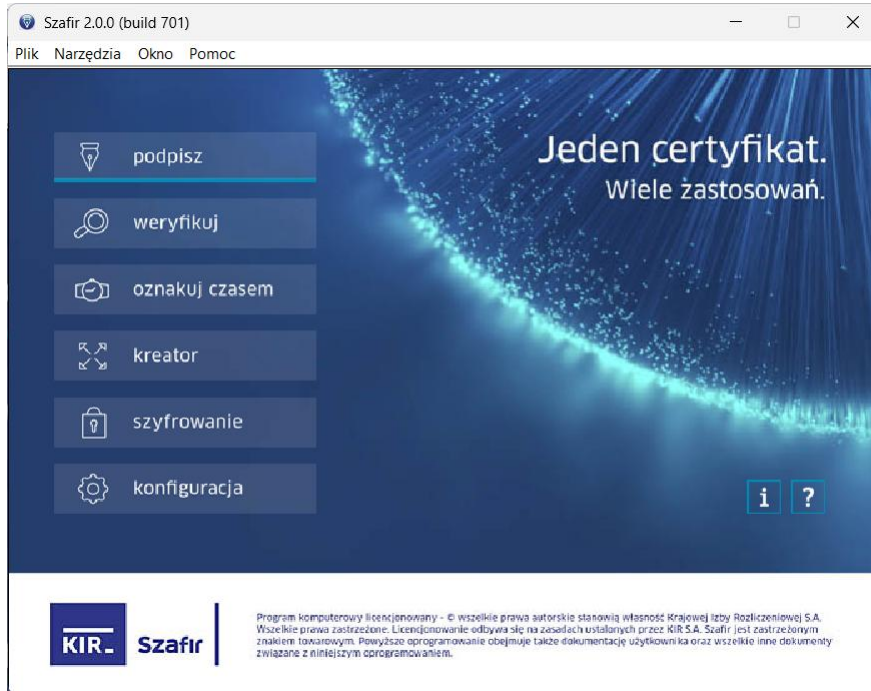 Szafir 2.0.0 (build 701)
Plik Narzędzia Okno Pomoc
Jeden certyfikat.
Wiele zastosowań.
podpisz
weryfikuj
oznakuj czasem
kreator
szyfrowanie
konfiguracja
i ?
KIR Szafir
Program komputerowy licencjonowany - © wszelkie prawa autorskie stanowią własność Krajowej Izby Rozliczeniowej S.A.
Wszelkie prawa zastrzeżone. Licencjonowanie odbywa się na zasadach ustalonych przez KIR S.A. Szafir jest zastrzeżonym
znakiem towarowym. Powyższe oprogramowanie obejmuje także dokumentację użytkownika oraz wszelkie inne dokumenty
związane z niniejszym oprogramowaniem.